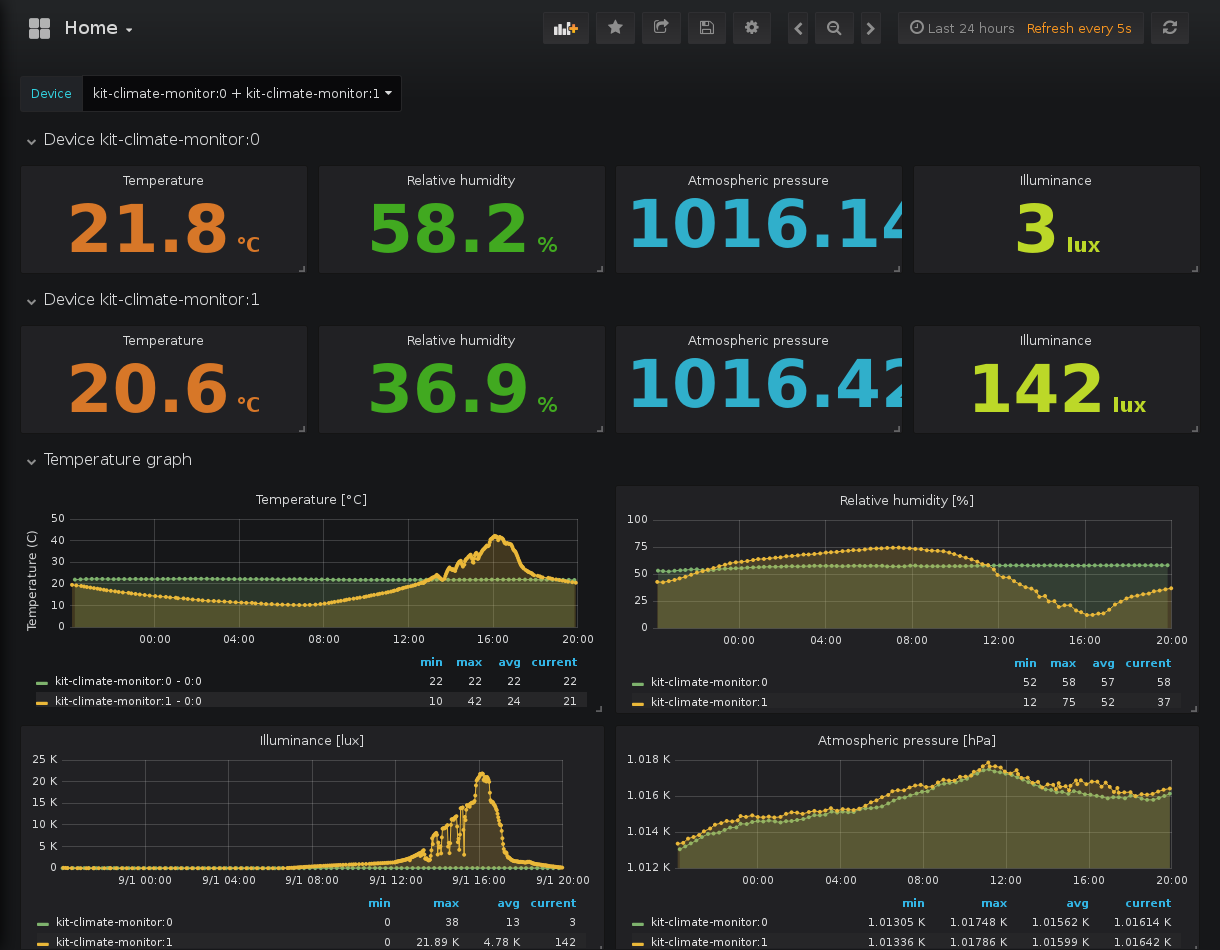 Home
Last 24 hours Refresh every 5s
Device kit-climate-monitor:0 + kit-climate-monitor:1
Device kit-climate-monitor:0
Temperature Relative humidity Atmospheric pressure Illuminance
21.8 °C 58.2 % 1016.14 3 lux
Device kit-climate-monitor:1
Temperature Relative humidity Atmospheric pressure Illuminance
20.6 °C 36.9 % 1016.42 142 lux
Temperature graph
Temperature [°C]
Temperature (C)
50
40
30
20
10
0
00:00 04:00 08:00 12:00 16:00 20:00
min max avg current
kit-climate-monitor:0 - 0:0 22 22 22 22
kit-climate-monitor:1 - 0:0 10 42 24 21
Relative humidity [%]
100
75
50
25
0
00:00 04:00 08:00 12:00 16:00 20:00
min max avg current
kit-climate-monitor:0 52 58 57 58
kit-climate-monitor:1 12 75 52 37
Illuminance [lux]
25 K
20 K
15 K
10 K
5 K
0
9/1 00:00 9/1 04:00 9/1 08:00 9/1 12:00 9/1 16:00 9/1 20:00
min max avg current
kit-climate-monitor:0 0 38 13 3
kit-climate-monitor:1 0 21.89 K 4.78 K 142
Atmospheric pressure [hPa]
1.018 K
1.016 K
1.014 K
1.012 K
00:00 04:00 08:00 12:00 16:00 20:00
min max avg current
kit-climate-monitor:0 1.01305 K 1.01748 K 1.01562 K 1.01614 K
kit-climate-monitor:1 1.01336 K 1.01786 K 1.01599 K 1.01642 K